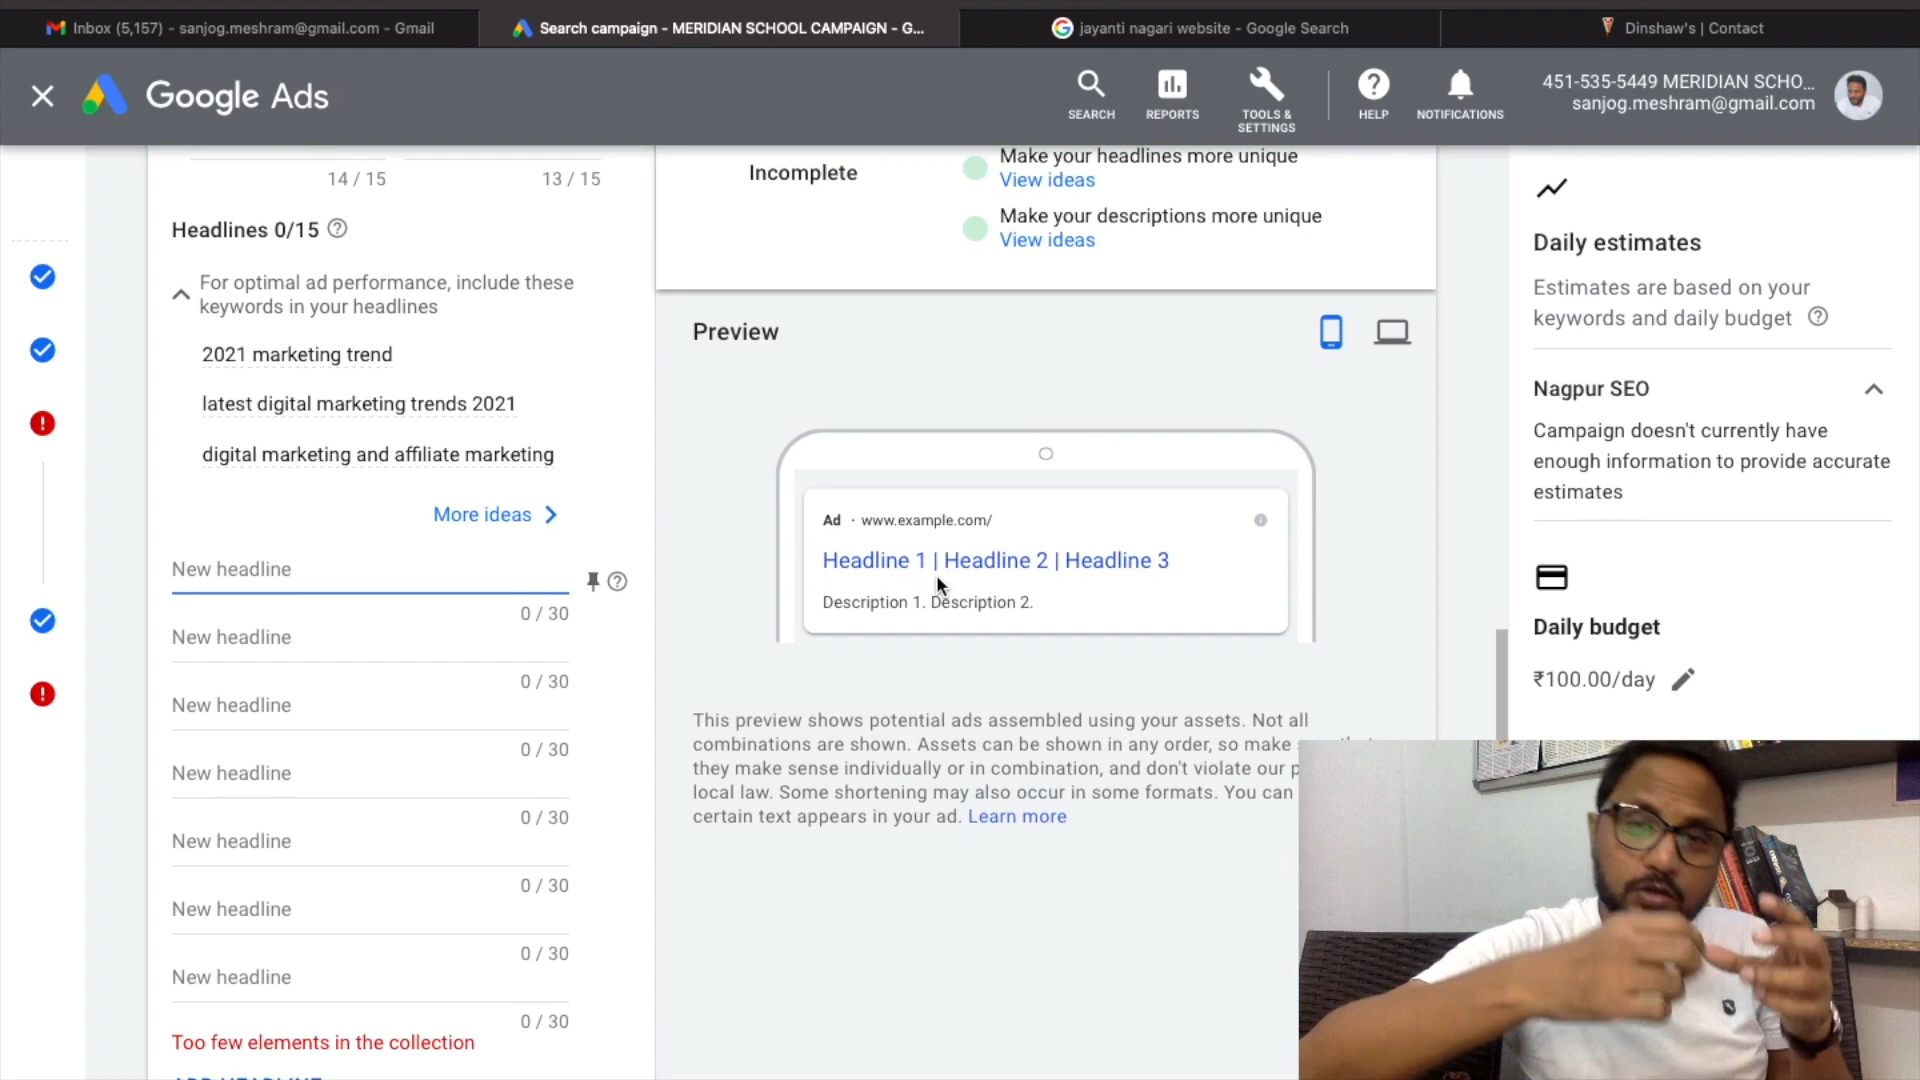 Inbox (5,157) - sanjog.meshram@gmail.com - Gmail
Search campaign - MERIDIAN SCHOOL CAMPAIGN - G...
jayanti nagari website - Google Search
Dinshaw's | Contact
Google Ads
SEARCH
REPORTS
TOOLS &
SETTINGS
HELP
NOTIFICATIONS
451-535-5449 MERIDIAN SCHO...
sanjog.meshram@gmail.com
14 / 15
13 / 15
Headlines 0/15
For optimal ad performance, include these
keywords in your headlines
2021 marketing trend
latest digital marketing trends 2021
digital marketing and affiliate marketing
More ideas
New headline
0 / 30
New headline
0 / 30
New headline
0 / 30
New headline
0 / 30
New headline
0 / 30
New headline
0 / 30
New headline
0 / 30
Too few elements in the collection
ADD HEADLINE
Incomplete
Make your headlines more unique
View ideas
Make your descriptions more unique
View ideas
Preview
Ad · www.example.com/
Headline 1 | Headline 2 | Headline 3
Description 1. Description 2.
This preview shows potential ads assembled using your assets. Not all
combinations are shown. Assets can be shown in any order, so make
they make sense individually or in combination, and don't violate our
local law. Some shortening may also occur in some formats. You can
certain text appears in your ad. Learn more
Daily estimates
Estimates are based on your
keywords and daily budget
Nagpur SEO
Campaign doesn't currently have
enough information to provide accurate
estimates
Daily budget
₹100.00/day